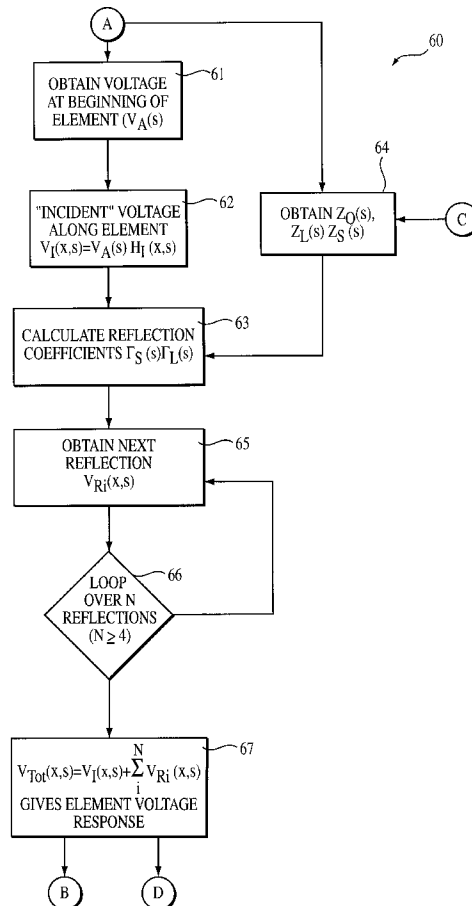 A
60
61
OBTAIN VOLTAGE
AT BEGINNING OF
ELEMENT (V_A(s)
64
62
"INCIDENT" VOLTAGE
ALONG ELEMENT
V_I(x,s)=V_A(s) H_I(x,s)
OBTAIN Z_O(s),
Z_L(s) Z_S(s)
C
63
CALCULATE REFLECTION
COEFFICIENTS Γ_S(s)Γ_L(s)
65
OBTAIN NEXT
REFLECTION
V_Ri(x,s)
66
LOOP
OVER N
REFLECTIONS
(N ≥ 4)
67
N
V_Tot(x,s)=V_I(x,s)+Σ V_Ri(x,s)
i
GIVES ELEMENT VOLTAGE
RESPONSE
B
D